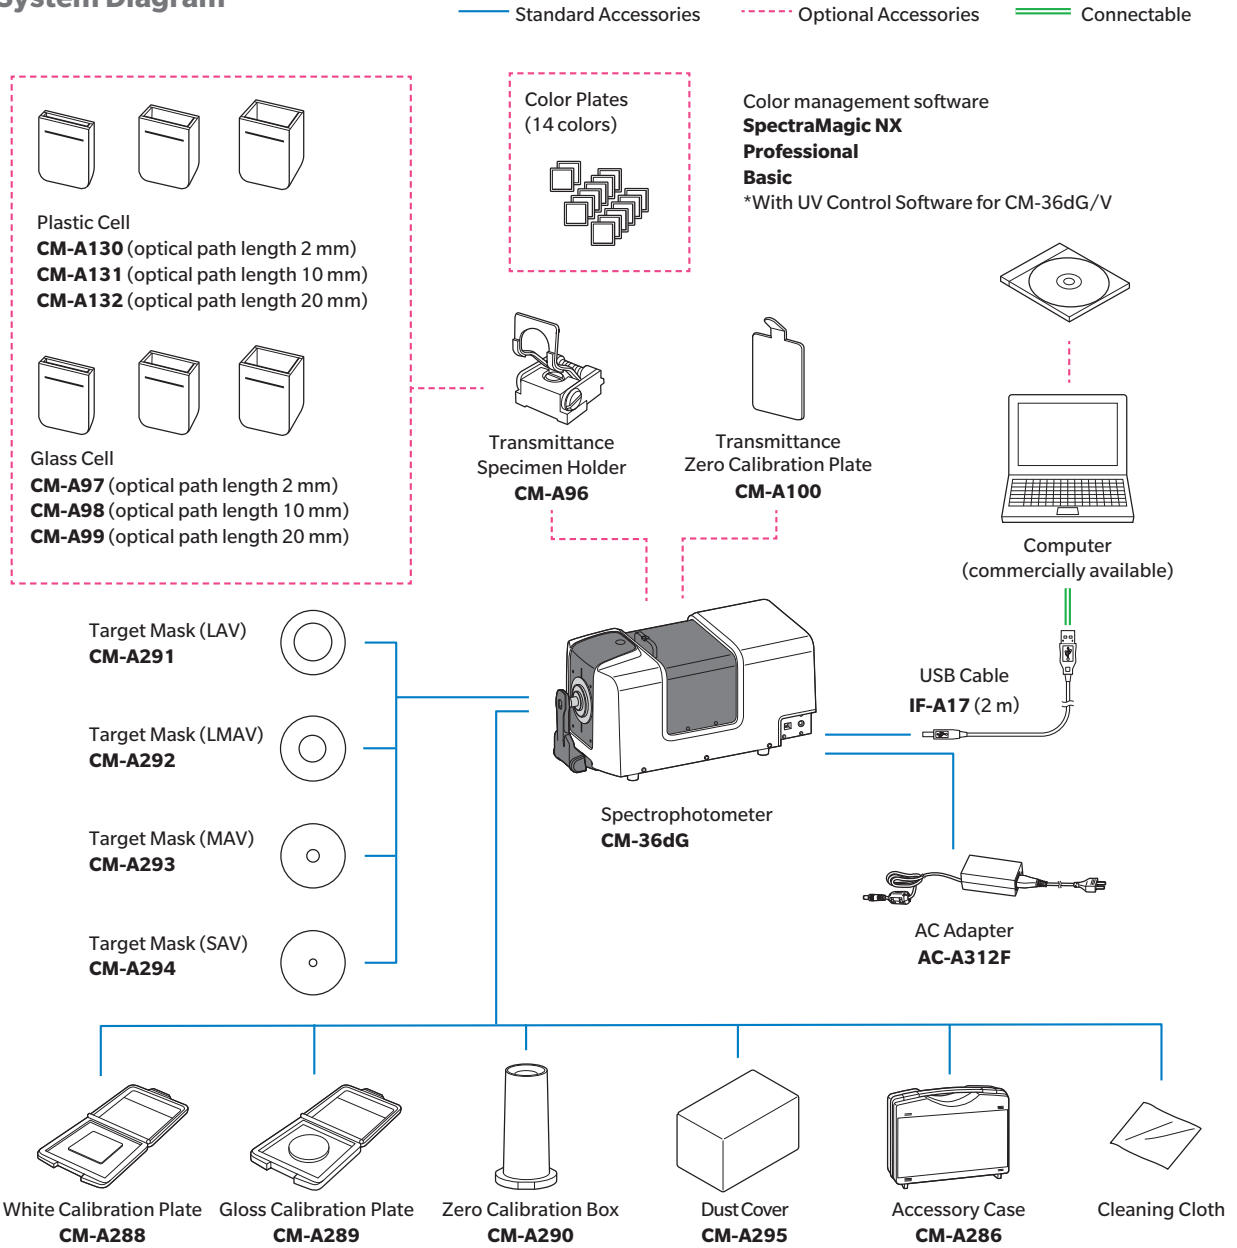 System Diagram
Standard Accessories
Optional Accessories
Connectable
Color Plates
(14 colors)
Color management software
SpectraMagic NX
Professional
Basic
*With UV Control Software for CM-36dG/V
Plastic Cell
CM-A130 (optical path length 2 mm)
CM-A131 (optical path length 10 mm)
CM-A132 (optical path length 20 mm)
Glass Cell
CM-A97 (optical path length 2 mm)
CM-A98 (optical path length 10 mm)
CM-A99 (optical path length 20 mm)
Transmittance
Specimen Holder
CM-A96
Transmittance
Zero Calibration Plate
CM-A100
Computer
(commercially available)
Target Mask (LAV)
CM-A291
Target Mask (LMAV)
CM-A292
Target Mask (MAV)
CM-A293
Target Mask (SAV)
CM-A294
USB Cable
IF-A17 (2 m)
Spectrophotometer
CM-36dG
AC Adapter
AC-A312F
White Calibration Plate
CM-A288
Gloss Calibration Plate
CM-A289
Zero Calibration Box
CM-A290
Dust Cover
CM-A295
Accessory Case
CM-A286
Cleaning Cloth